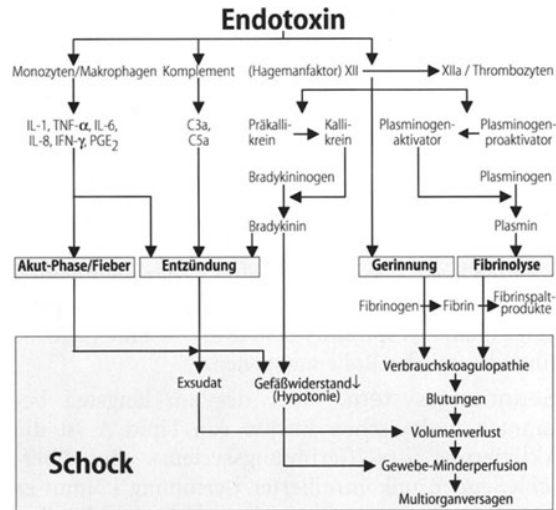 Endotoxin
Monozyten/Makrophagen Komplement (Hagemanfaktor) XII XIIa / Thrombozyten
IL-1, TNF-α, IL-6,
IL-8, IFN-γ, PGE2
C3a,
C5a
Präkalli-
krein
Kalli-
krein
Plasminogen-
aktivator
Plasminogen-
proaktivator
Bradykininogen
Plasminogen
Bradykinin
Plasmin
Akut-Phase/Fieber Entzündung Gerinnung Fibrinolyse
Fibrinogen Fibrin Fibrinspalt-
produkte
Exsudat
Gefäßwiderstand↓
(Hypotonie)
Verbrauchskoagulopathie
Blutungen
Volumenverlust
Schock
Gewebe-Minderperfusion
Multiorganversagen